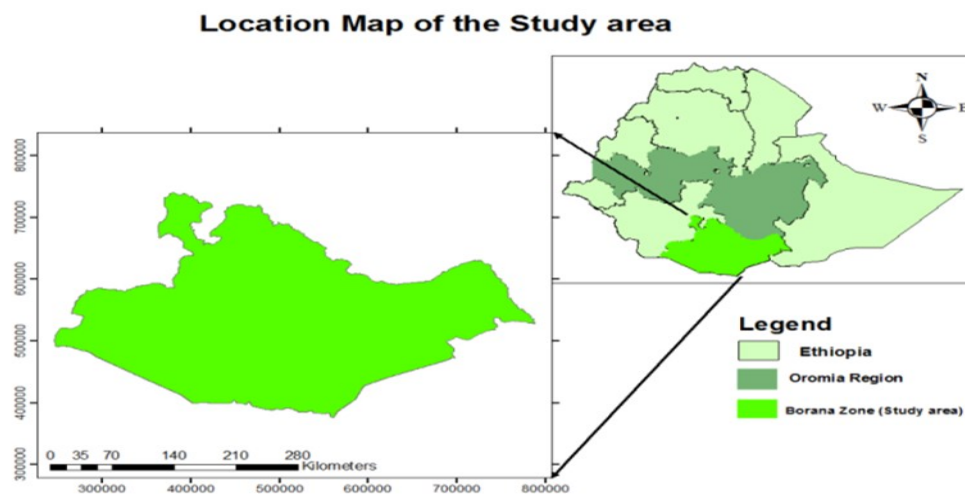 Location Map of the Study area
N
W E
S
800000
700000
600000
500000
400000
300000
0 35 70 140 210 280
Kilometers
300000 400000 500000 600000 700000 800000
Legend
Ethiopia
Oromia Region
Borana Zone (Study area)